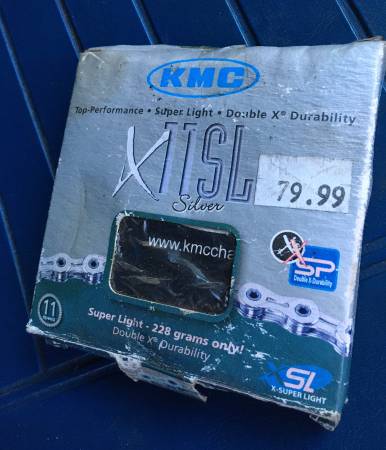 KMC
Top-Performance • Super Light • Double X® Durability
X11SL
Silver
79.99
www.kmccha
X
SP
Double X-Durability
11
Super Light - 228 grams only!
Double X® Durability
X
SL
X-SUPER LIGHT